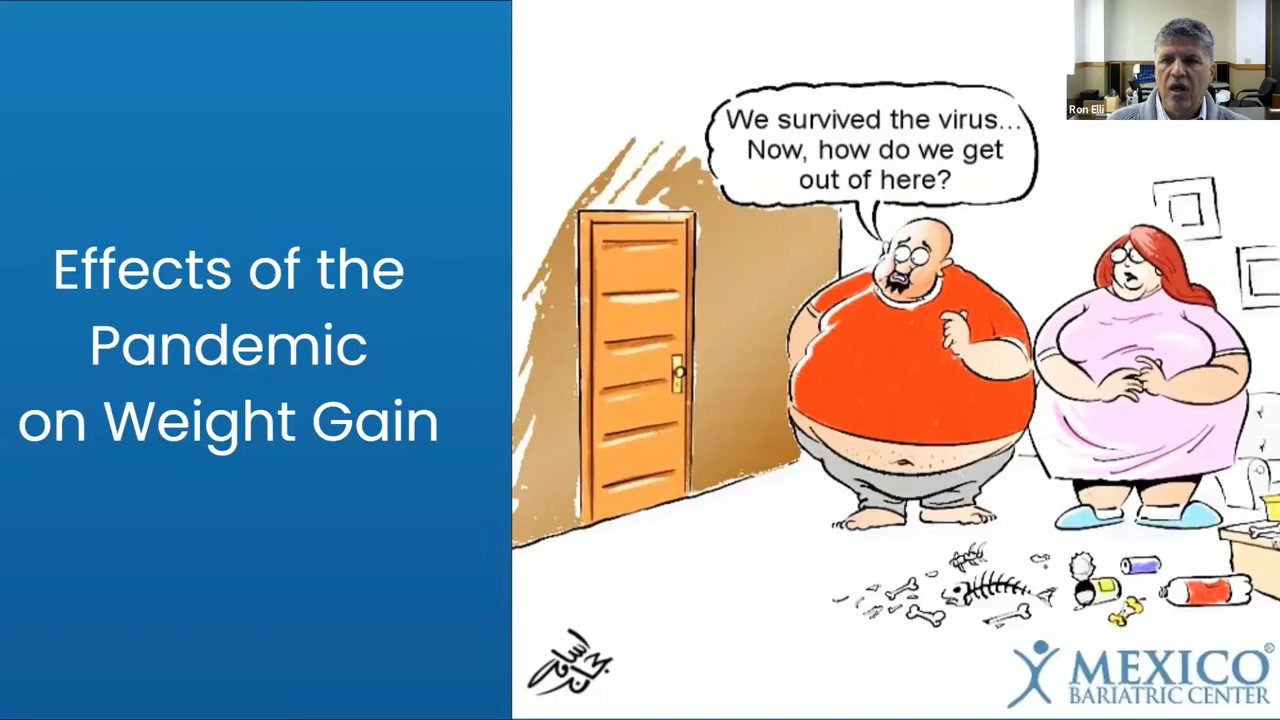 Effects of the
Pandemic
on Weight Gain
We survived the virus...
Now, how do we get
out of here?
Ron Elli
MEXICO®
BARIATRIC CENTER